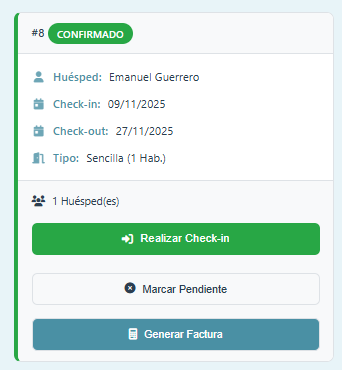 #8 CONFIRMADO
Huésped: Emanuel Guerrero
Check-in: 09/11/2025
Check-out: 27/11/2025
Tipo: Sencilla (1 Hab.)
1 Huésped(es)
Realizar Check-in
Marcar Pendiente
Generar Factura